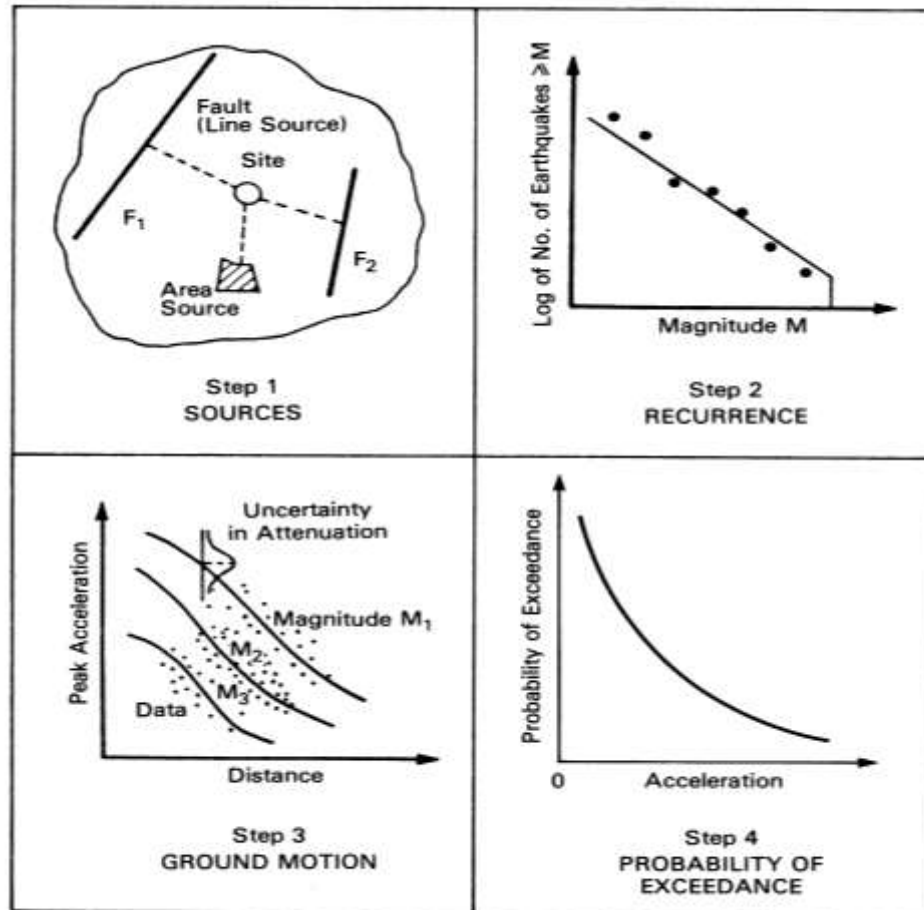 Fault
(Line Source)
Site
F1
F2
Area
Source
Step 1
SOURCES
Log of No. of Earthquakes ⩾M
Magnitude M
Step 2
RECURRENCE
Uncertainty
in Attenuation
Peak Acceleration
Magnitude M1
M2
M3
Data
Distance
Step 3
GROUND MOTION
Probability of Exceedance
0
Acceleration
Step 4
PROBABILITY OF
EXCEEDANCE